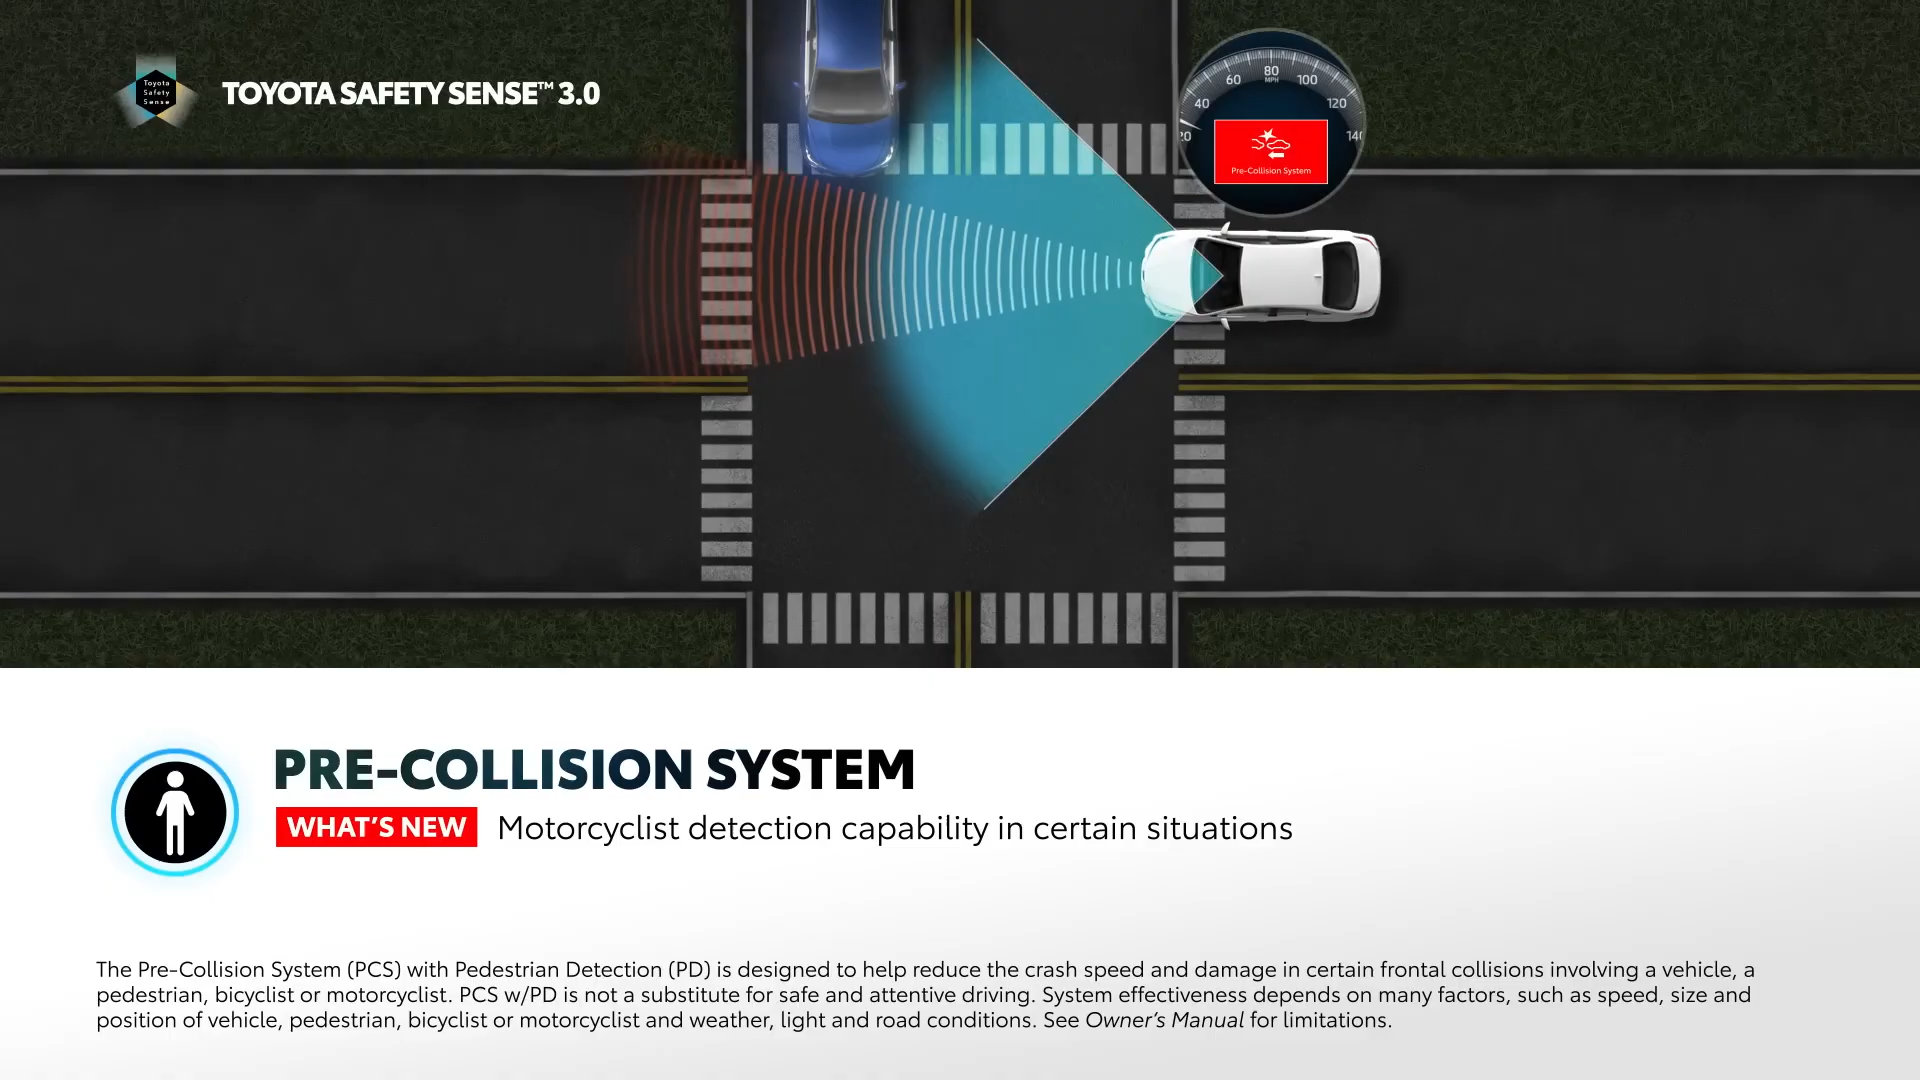 Toyota
Safety
Sense
TOYOTA SAFETY SENSE™ 3.0
20 40 60 80 100 120 140
MPH
Pre-Collision System
PRE-COLLISION SYSTEM
WHAT'S NEW Motorcyclist detection capability in certain situations
The Pre-Collision System (PCS) with Pedestrian Detection (PD) is designed to help reduce the crash speed and damage in certain frontal collisions involving a vehicle, a
pedestrian, bicyclist or motorcyclist. PCS w/PD is not a substitute for safe and attentive driving. System effectiveness depends on many factors, such as speed, size and
position of vehicle, pedestrian, bicyclist or motorcyclist and weather, light and road conditions. See Owner's Manual for limitations.